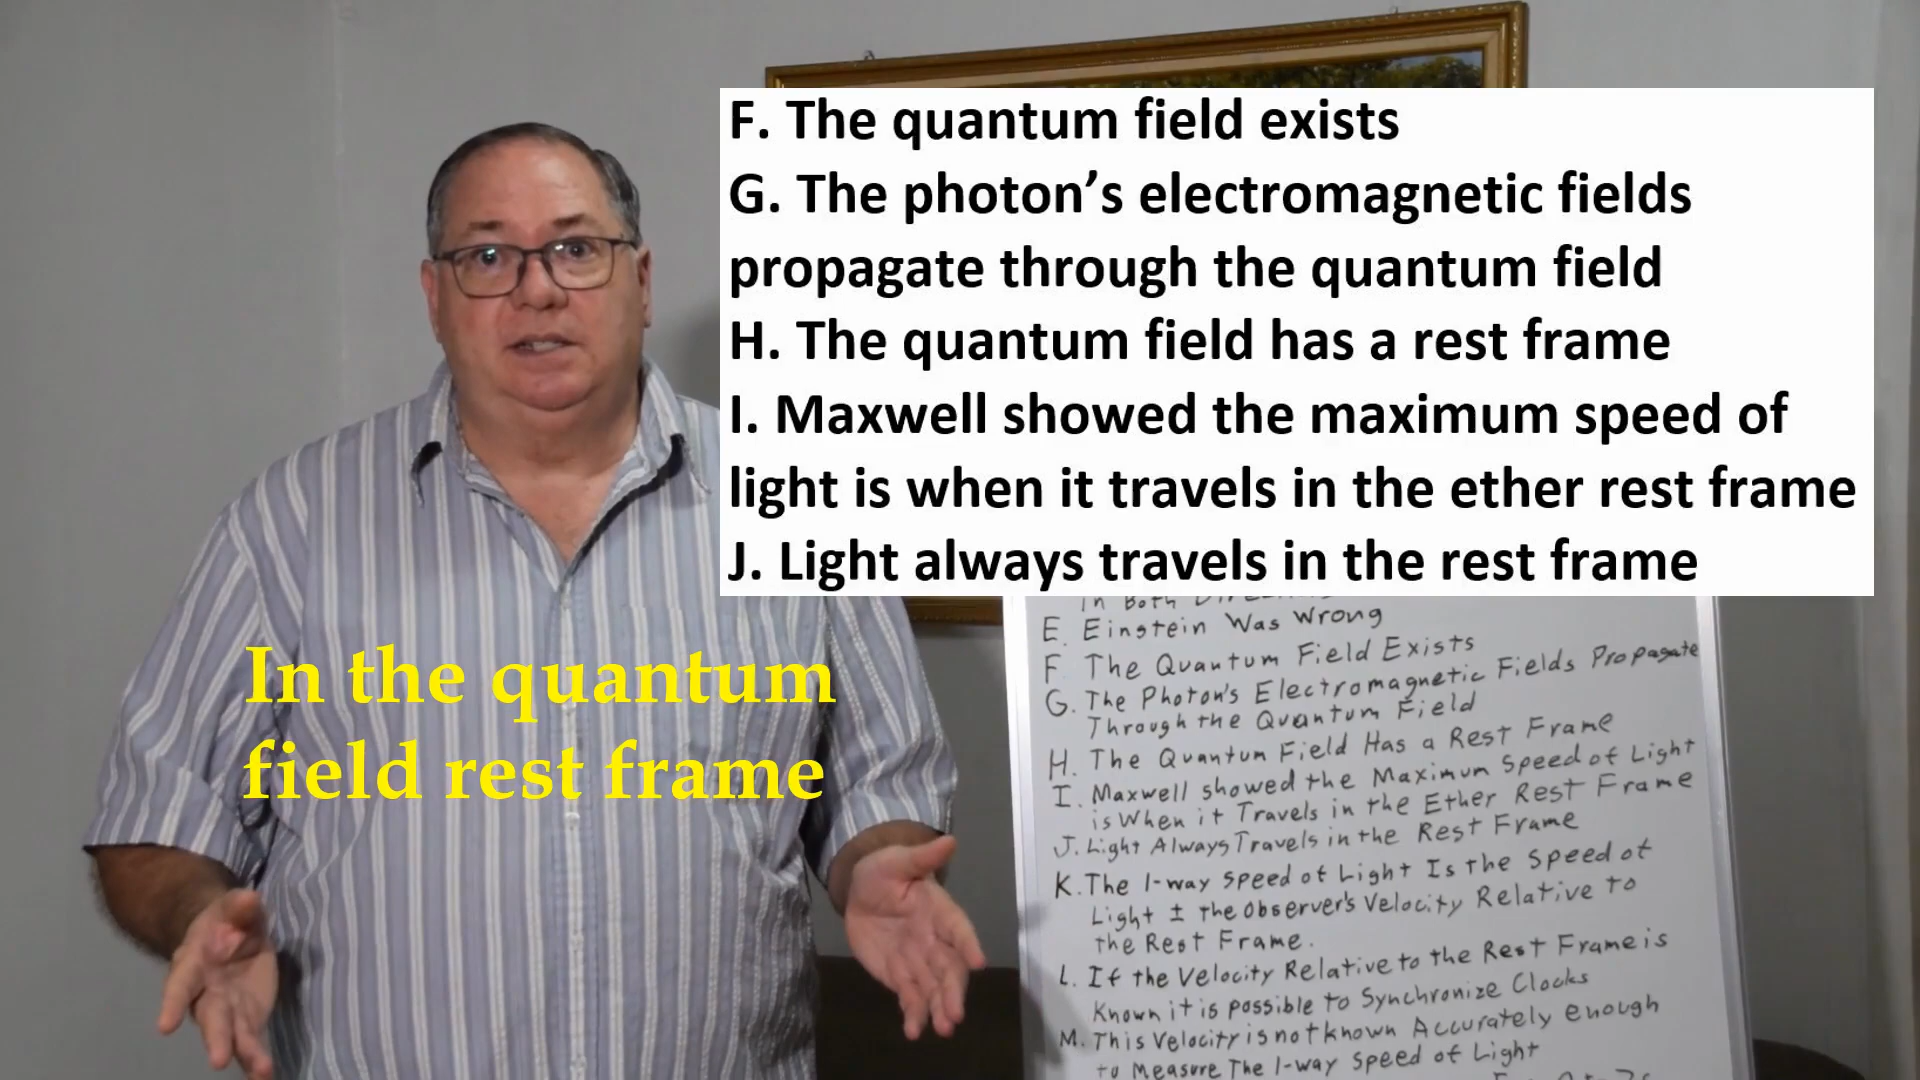 F. The quantum field exists
G. The photon’s electromagnetic fields
propagate through the quantum field
H. The quantum field has a rest frame
I. Maxwell showed the maximum speed of
light is when it travels in the ether rest frame
J. Light always travels in the rest frame
In the quantum
field rest frame
In Both
E. Einstein Was Wrong
F. The Quantum Field Exists
G. The Photon's Electromagnetic Fields Propagate
Through the Quantum Field
H. The Quantum Field Has a Rest Frame
I. Maxwell showed the Maximum Speed of Light
is When it Travels in the Ether Rest Frame
J. Light Always Travels in the Rest Frame
K. The 1-way Speed of Light Is the Speed of
Light ± the Observer's Velocity Relative to
the Rest Frame.
L. If the Velocity Relative to the Rest Frame is
Known it is possible to Synchronize Clocks
M. This Velocity is not known Accurately enough
to Measure The 1-way Speed of Light